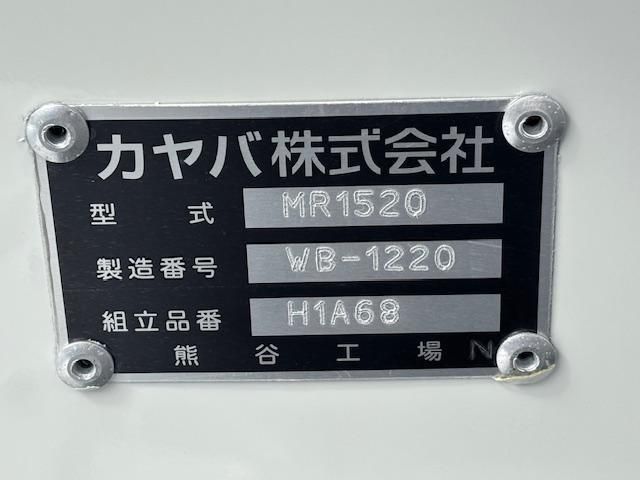 カヤバ株式会社
型式 MR1520
製造番号 WB-1220
組立品番 H1A68
熊谷工場 N